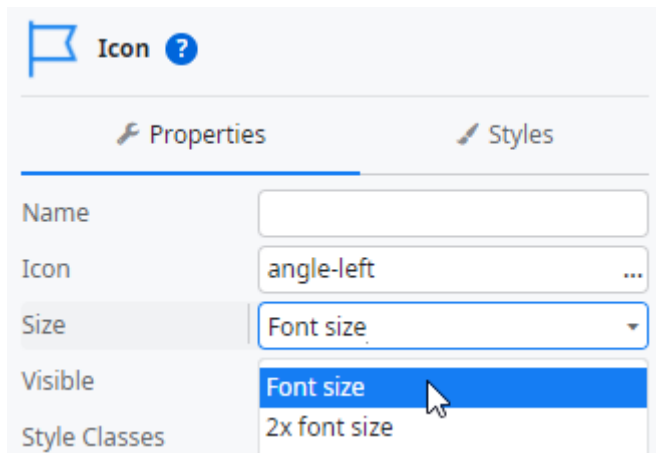 Icon ?
Properties Styles
Name
Icon angle-left ...
Size Font size
Visible Font size
2x font size
Style Classes